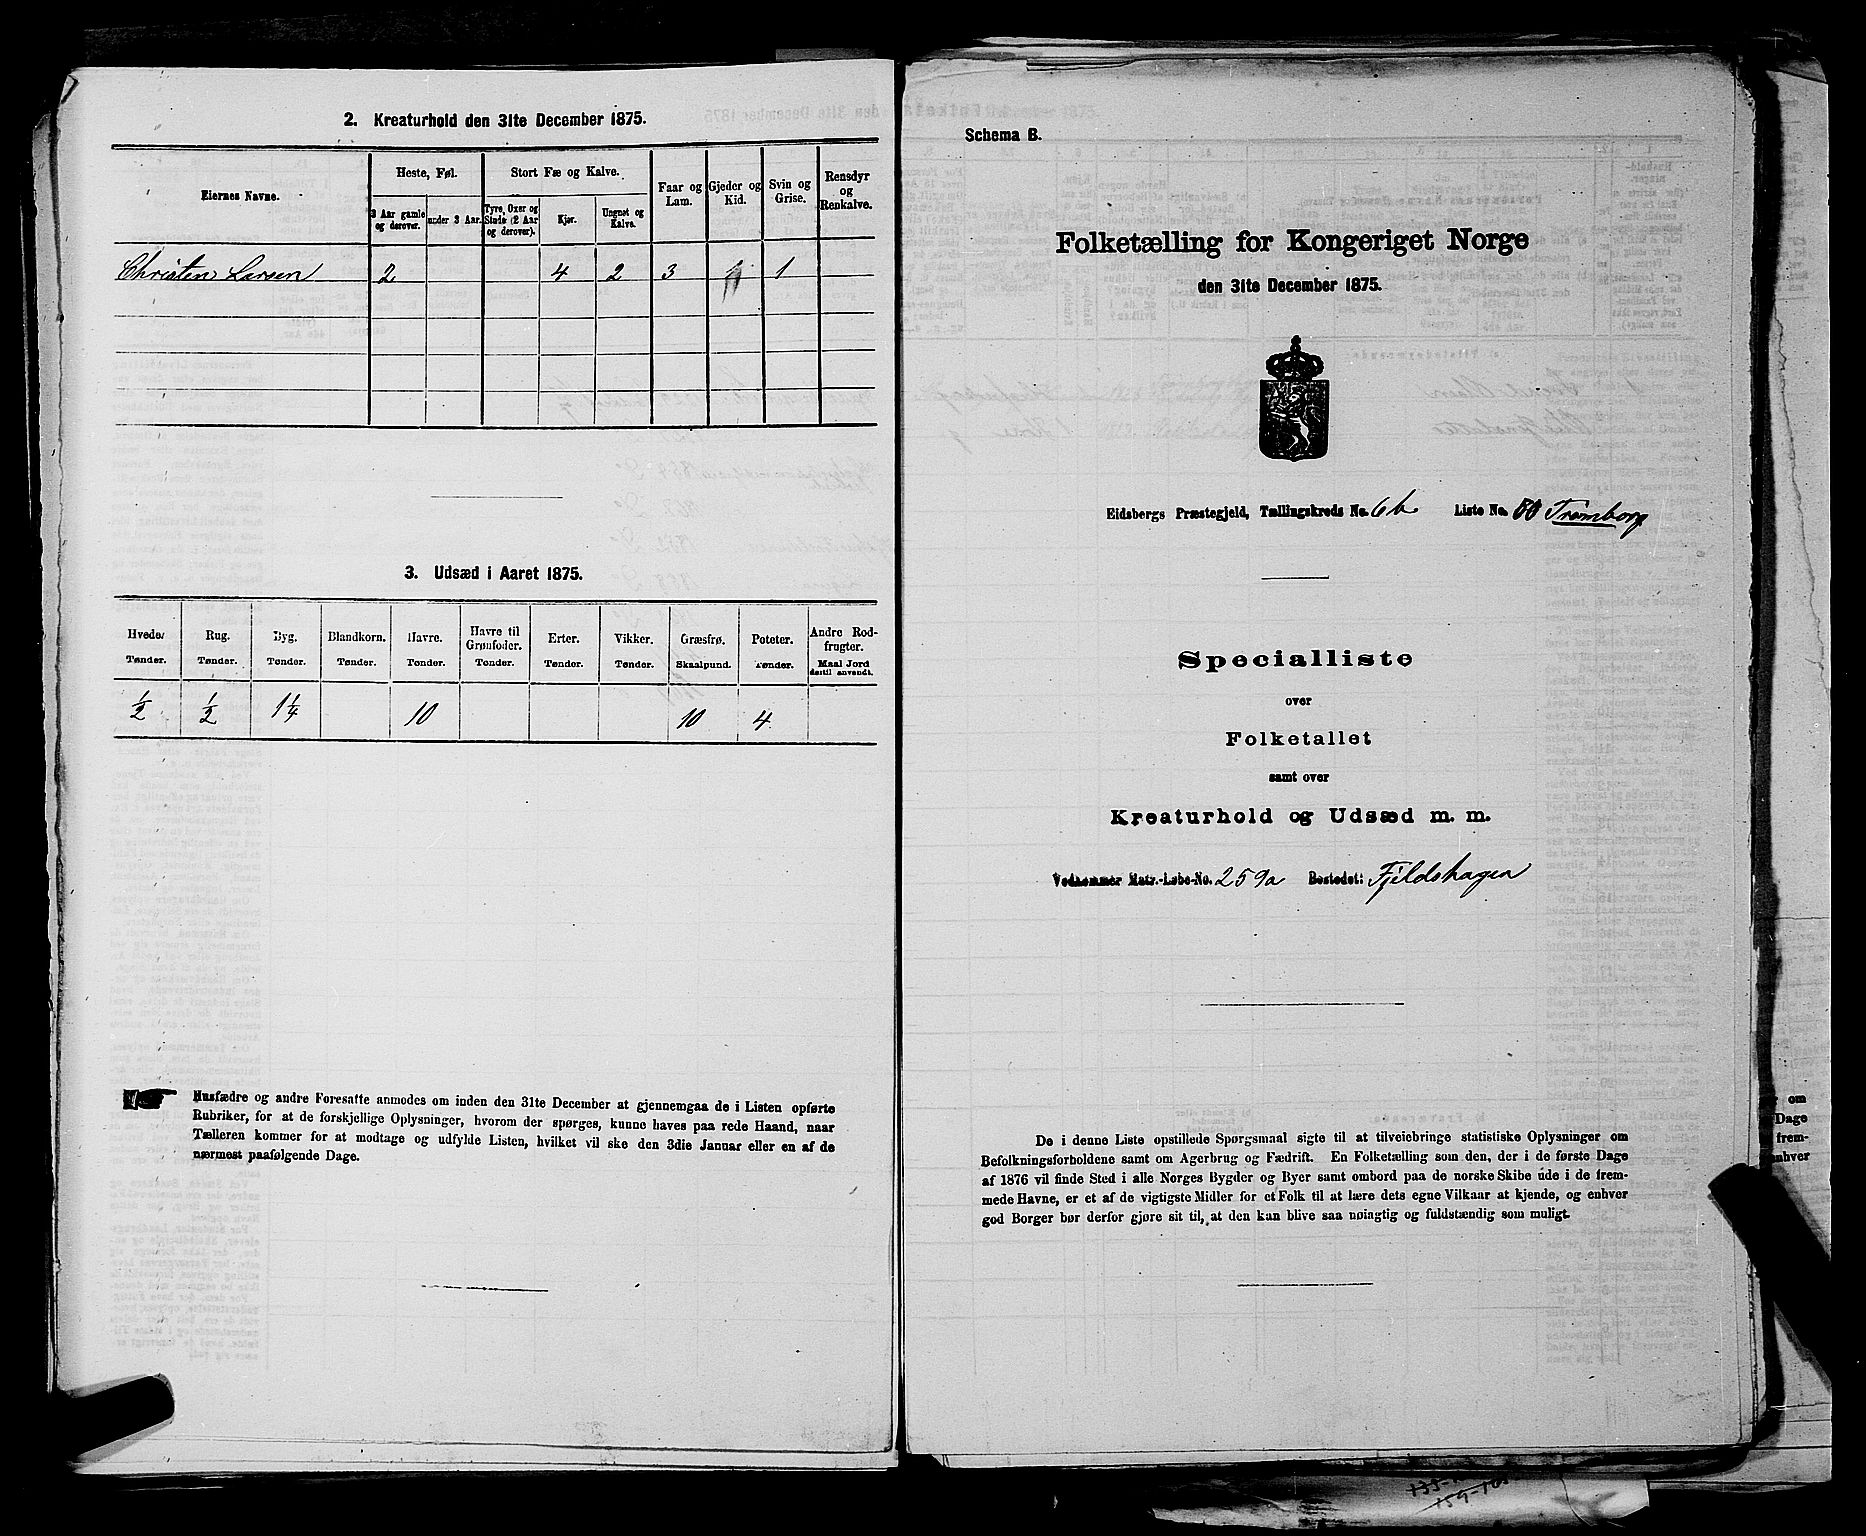 2. Kreaturhold den 31te December 1875.
Eiernes Navne.
Heste, Føl.
Stort Fæ og Kalve.
Faar og Lam.
Gjeder og Kid.
Svin og Grise.
Rensdyr og Renkalve.
3 Aar gamle og derover.
under 3 Aar.
Tyre, Oxer og Stude (2 Aar og derover).
Kjør.
Ungnøt og Kalve.
Christen Larsen 2 4 2 3 1
3. Udsæd i Aaret 1875.
Hvede. Rug. Byg. Blandkorn. Havre. Havre til Grønfoder. Erter. Vikker. Græsfrø. Poteter. Andre Rodfrugter.
Tønder. Tønder. Tønder. Tønder. Tønder. Tønder. Tønder. Tønder. Skaalpund. Tønder. Maal Jord dertil anvendt.
½ ½ 1¼ 10 10 4
Husfædre og andre Foresatte anmodes om inden den 31te December at gjennemgaa de i Listen opførte
Rubriker, for at de forskjellige Oplysninger, hvorom der spørges, kunne haves paa rede Haand, naar
Tælleren kommer for at modtage og udfylde Listen, hvilket vil ske den 3die Januar eller en af de
nærmest paafølgende Dage.
Schema B.
Folketælling for Kongeriget Norge
den 31te December 1875.
Eidsbergs Præstegjeld, Tællingskreds No. 6b Liste No. Trømborg
Specialliste
over
Folketallet
samt over
Kreaturhold og Udsæd m. m.
Vedkommer Matr.-Løbe-No. 259a Bostedet: Fjeldshagen
De i denne Liste opstillede Spørgsmaal sigte til at tilveiebringe statistiske Oplysninger om
Befolkningsforholdene samt om Agerbrug og Fædrift. En Folketælling som den, der i de første Dage
af 1876 vil finde Sted i alle Norges Bygder og Byer samt ombord paa de norske Skibe ude i de frem-
mede Havne, er et af de vigtigste Midler for et Folk til at lære dets egne Vilkaar at kjende, og enhver
god Borger bør derfor gjøre sit til, at den kan blive saa nøiagtig og fuldstændig som muligt.